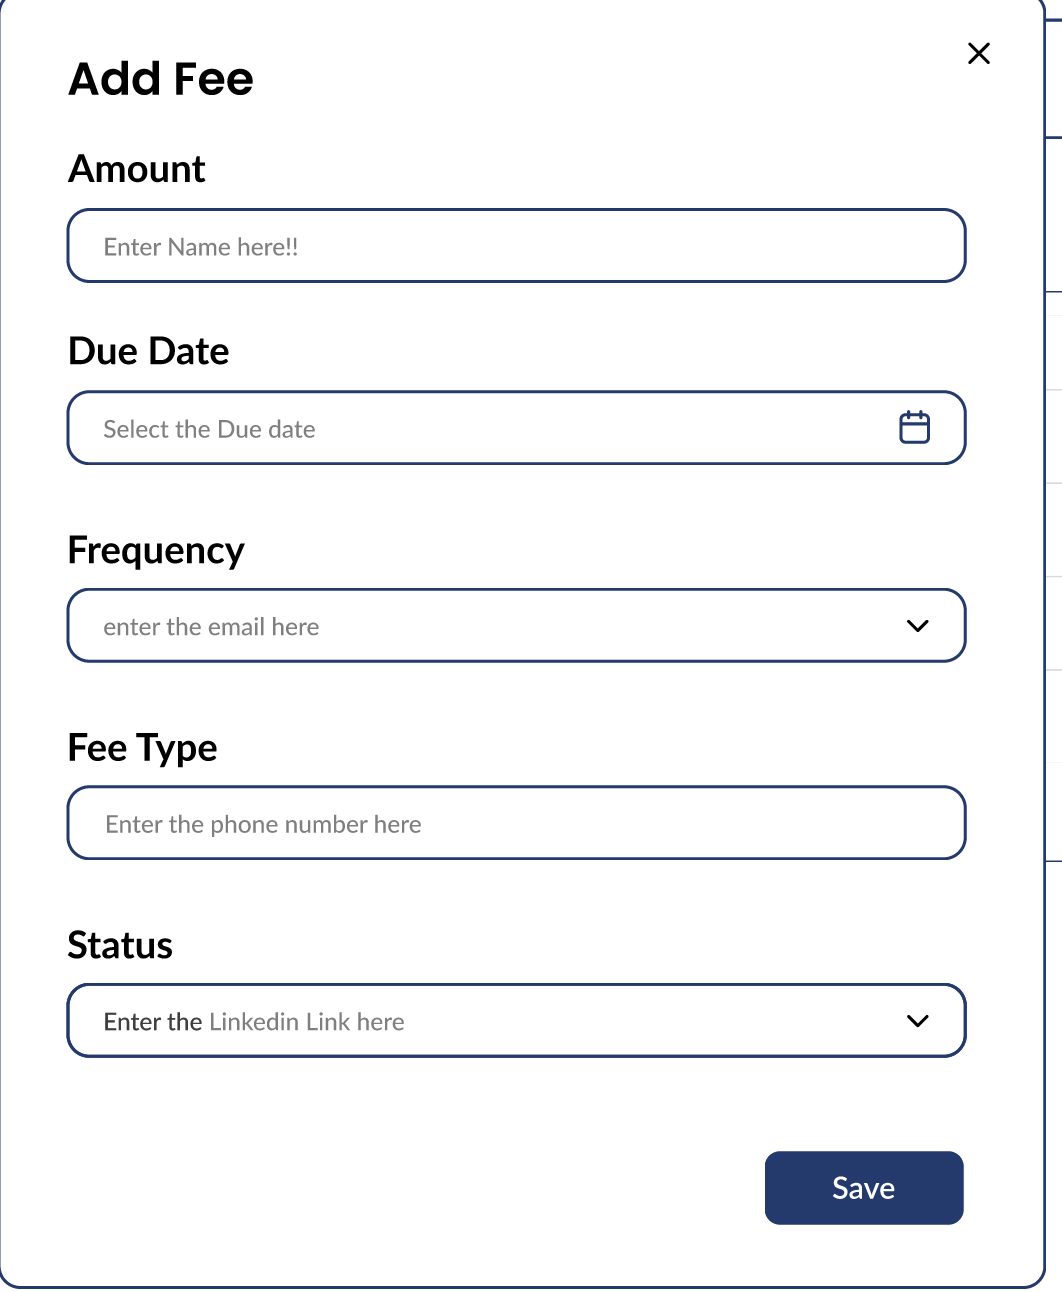 Add Fee
Amount
Enter Name here!!
Due Date
Select the Due date
Frequency
enter the email here
Fee Type
Enter the phone number here
Status
Enter the Linkedin Link here
Save